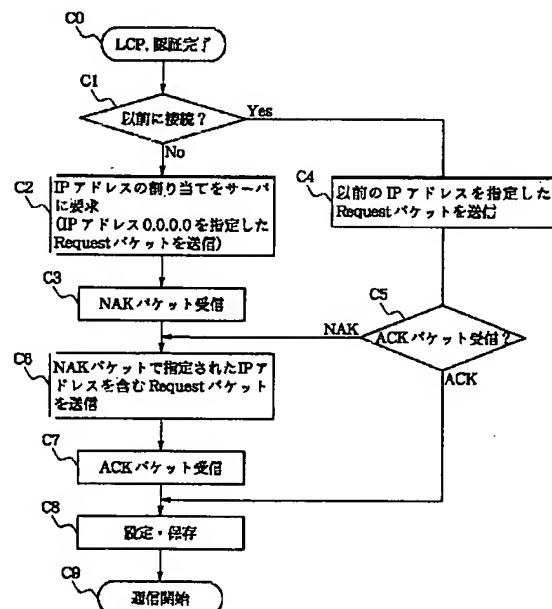 C0
LCP, 認証完了
C1
以前に接続?
Yes
No
C2
IPアドレスの割り当てをサーバ
に要求
(IPアドレス0.0.0.0を指定した
Requestパケットを送信)
C4
以前のIPアドレスを指定した
Requestパケットを送信
C3
NAKパケット受信
C5
ACKパケット受信?
NAK
ACK
C6
NAKパケットで指定されたIPア
ドレスを含むRequestパケット
を送信
C7
ACKパケット受信
C8
設定・保存
C9
通信開始